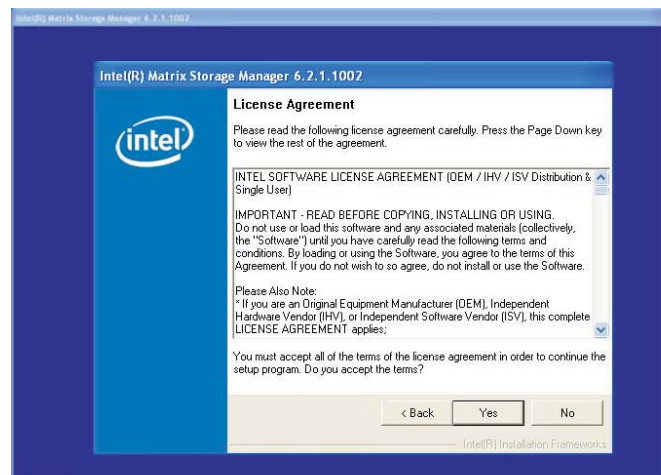 Intel(R) Matrix Storage Manager 6.2.1.1002
Intel(R) Matrix Storage Manager 6.2.1.1002
intel
License Agreement
Please read the following license agreement carefully. Press the Page Down key
to view the rest of the agreement.
INTEL SOFTWARE LICENSE AGREEMENT (OEM / IHV / ISV Distribution &
Single User)
IMPORTANT - READ BEFORE COPYING, INSTALLING OR USING.
Do not use or load this software and any associated materials (collectively,
the "Software") until you have carefully read the following terms and
conditions. By loading or using the Software, you agree to the terms of this
Agreement. If you do not wish to so agree, do not install or use the Software.
Please Also Note:
* If you are an Original Equipment Manufacturer (OEM), Independent
Hardware Vendor (IHV), or Independent Software Vendor (ISV), this complete
LICENSE AGREEMENT applies;
You must accept all of the terms of the license agreement in order to continue the
setup program. Do you accept the terms?
< Back Yes No
Intel(R) Installation Frameworks